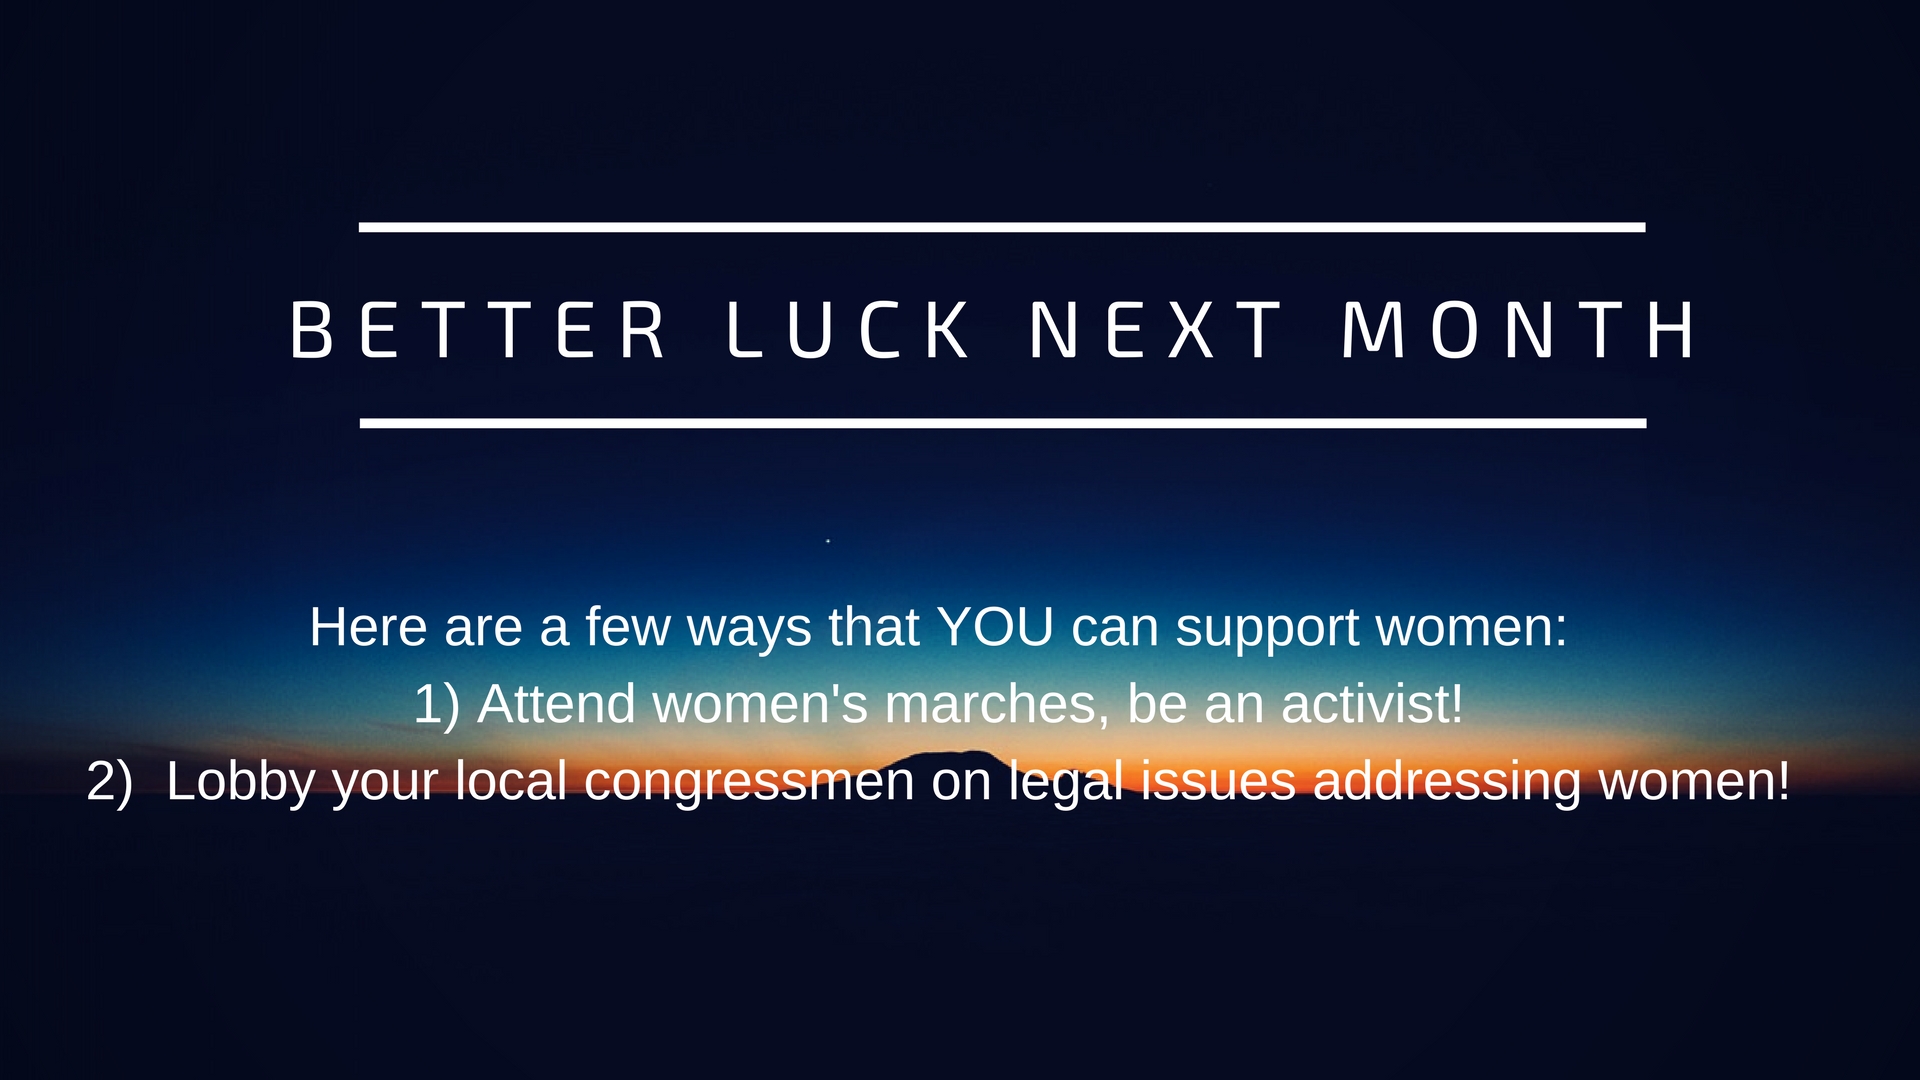 BETTER LUCK NEXT MONTH
Here are a few ways that YOU can support women:
1) Attend women's marches, be an activist!
2) Lobby your local congressmen on legal issues addressing women!